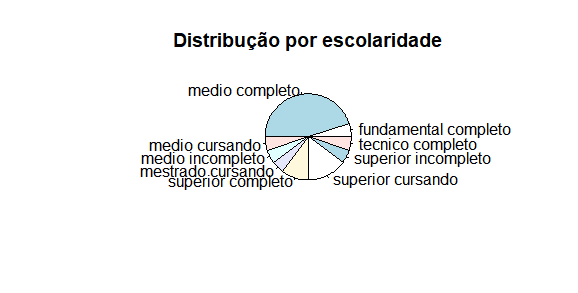 Distribução por escolaridade
medio completo
fundamental completo
medio cursando
tecnico completo
medio incompleto
superior incompleto
mestrado cursando
superior completo
superior cursando